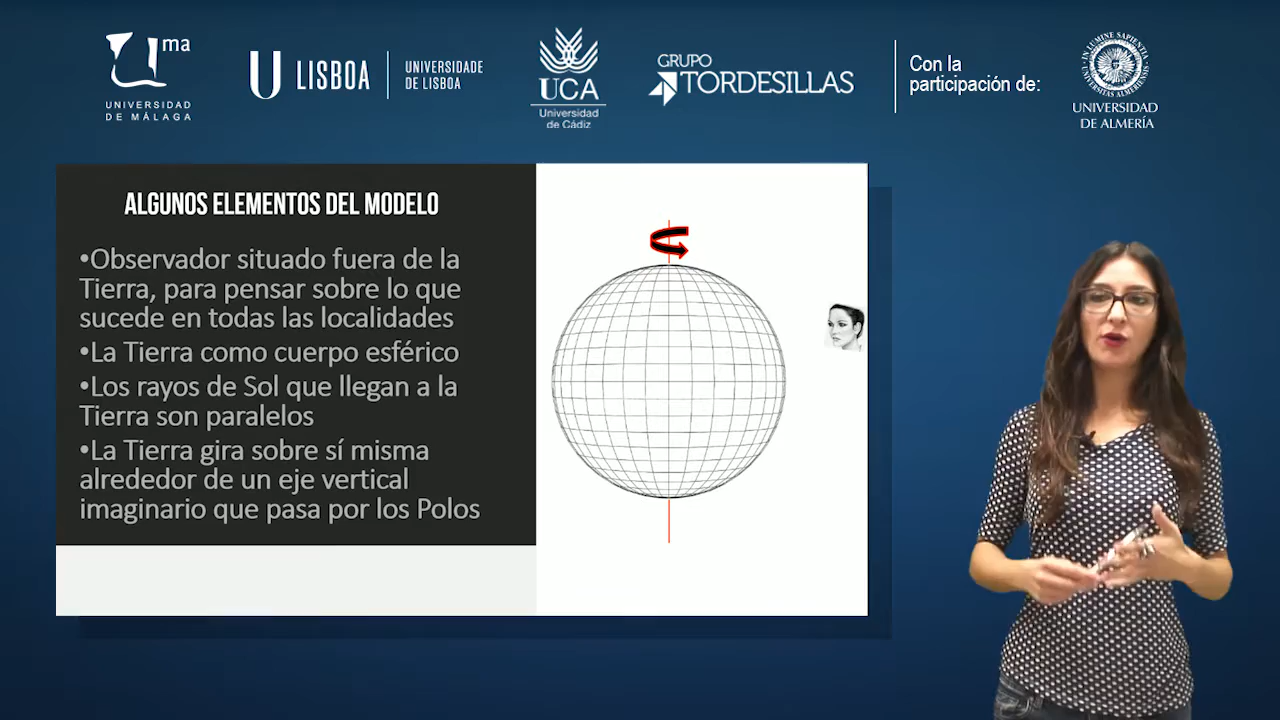 uma
UNIVERSIDAD
DE MÁLAGA
U LISBOA
UNIVERSIDADE
DE LISBOA
UCA
Universidad
de Cádiz
GRUPO
TORDESILLAS
Con la
participación de:
UNIVERSIDAD
DE ALMERÍA
ALGUNOS ELEMENTOS DEL MODELO
•Observador situado fuera de la
Tierra, para pensar sobre lo que
sucede en todas las localidades
•La Tierra como cuerpo esférico
•Los rayos de Sol que llegan a la
Tierra son paralelos
•La Tierra gira sobre sí misma
alrededor de un eje vertical
imaginario que pasa por los Polos